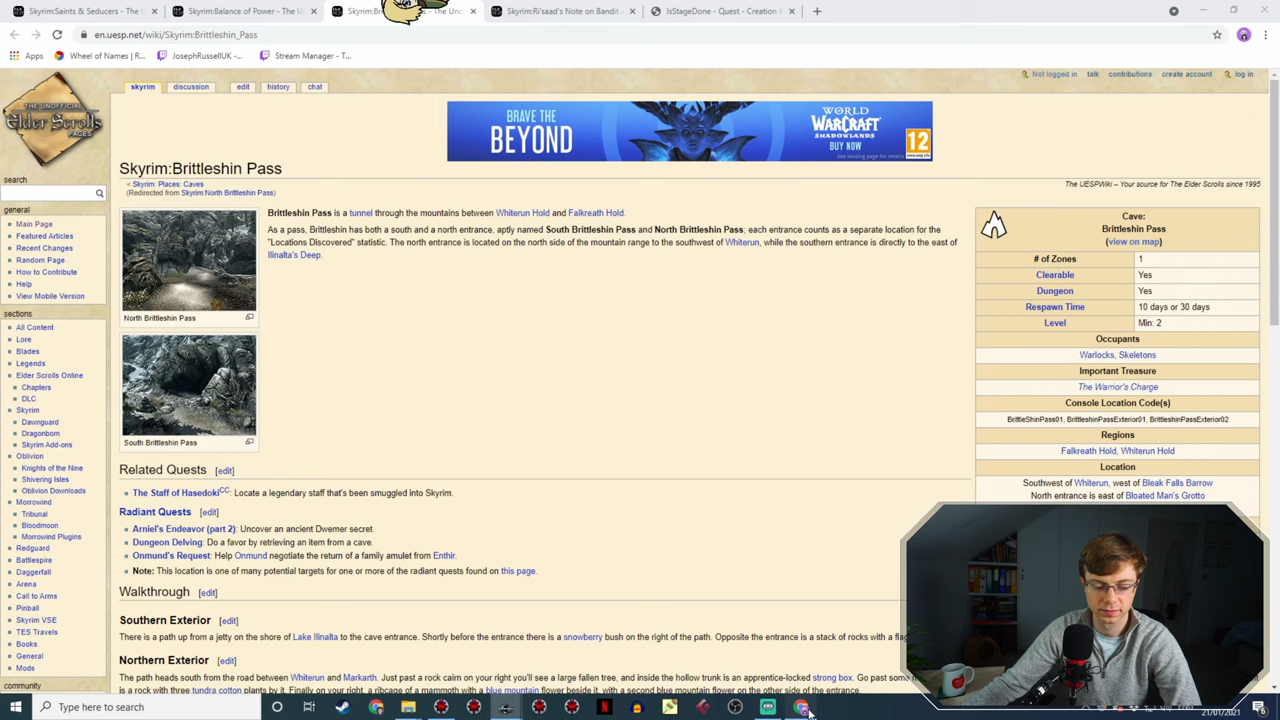 Skyrim:Saints & Seducers - The U
Skyrim:Balance of Power - The U
Skyrim:Br
s - The Uno
Skyrim:Ri'saad's Note on Bandit
IsStageDone - Quest - Creation K
en.uesp.net/wiki/Skyrim:Brittleshin_Pass
Apps
Wheel of Names | R...
JosephRussellUK -...
Stream Manager - T...
Not logged in talk contributions create account log in
skyrim discussion edit history chat
THE UNOFFICIAL
Elder Scrolls
PAGES
BRAVE THE
BEYOND
WORLD
WARCRAFT
SHADOWLANDS
BUY NOW
12
Skyrim:Brittleshin Pass
< Skyrim: Places: Caves
(Redirected from Skyrim:North Brittleshin Pass)
The UESPWiki – Your source for The Elder Scrolls since 1995
search
general
Main Page
Featured Articles
Recent Changes
Random Page
How to Contribute
Help
View Mobile Version
sections
All Content
Lore
Blades
Legends
Elder Scrolls Online
Chapters
DLC
Skyrim
Dawnguard
Dragonborn
Skyrim Add-ons
Oblivion
Knights of the Nine
Shivering Isles
Oblivion Downloads
Morrowind
Tribunal
Bloodmoon
Morrowind Plugins
Redguard
Battlespire
Daggerfall
Arena
Call to Arms
Pinball
Skyrim VSE
TES Travels
Books
General
Mods
community
North Brittleshin Pass
South Brittleshin Pass
Brittleshin Pass is a tunnel through the mountains between Whiterun Hold and Falkreath Hold.
As a pass, Brittleshin has both a south and a north entrance, aptly named South Brittleshin Pass and North Brittleshin Pass; each entrance counts as a separate location for the
"Locations Discovered" statistic. The north entrance is located on the north side of the mountain range to the southwest of Whiterun, while the southern entrance is directly to the east of
Illinalta's Deep.
Cave:
Brittleshin Pass
(view on map)
# of Zones 1
Clearable Yes
Dungeon Yes
Respawn Time 10 days or 30 days
Level Min: 2
Occupants
Warlocks, Skeletons
Important Treasure
The Warrior's Charge
Console Location Code(s)
BrittleShinPass01, BrittleshinPassExterior01, BrittleshinPassExterior02
Regions
Falkreath Hold, Whiterun Hold
Location
Southwest of Whiterun, west of Bleak Falls Barrow
North entrance is east of Bloated Man's Grotto
Related Quests [edit]
The Staff of HasedokiCC: Locate a legendary staff that's been smuggled into Skyrim.
Radiant Quests [edit]
Arniel's Endeavor (part 2): Uncover an ancient Dwemer secret.
Dungeon Delving: Do a favor by retrieving an item from a cave.
Onmund's Request: Help Onmund negotiate the return of a family amulet from Enthir.
Note: This location is one of many potential targets for one or more of the radiant quests found on this page.
Walkthrough [edit]
Southern Exterior [edit]
There is a path up from a jetty on the shore of Lake Ilinalta to the cave entrance. Shortly before the entrance there is a snowberry bush on the right of the path. Opposite the entrance is a stack of rocks with a
Northern Exterior [edit]
The path heads south from the road between Whiterun and Markarth. Just past a rock cairn on your right you'll see a large fallen tree, and inside the hollow trunk is an apprentice-locked strong box. Go past
is a rock with three tundra cotton plants by it. Finally on your right, a ribcage of a mammoth with a blue mountain flower beside it, with a second blue mountain flower on the other side of the entrance.
Type here to search
21/01/2021